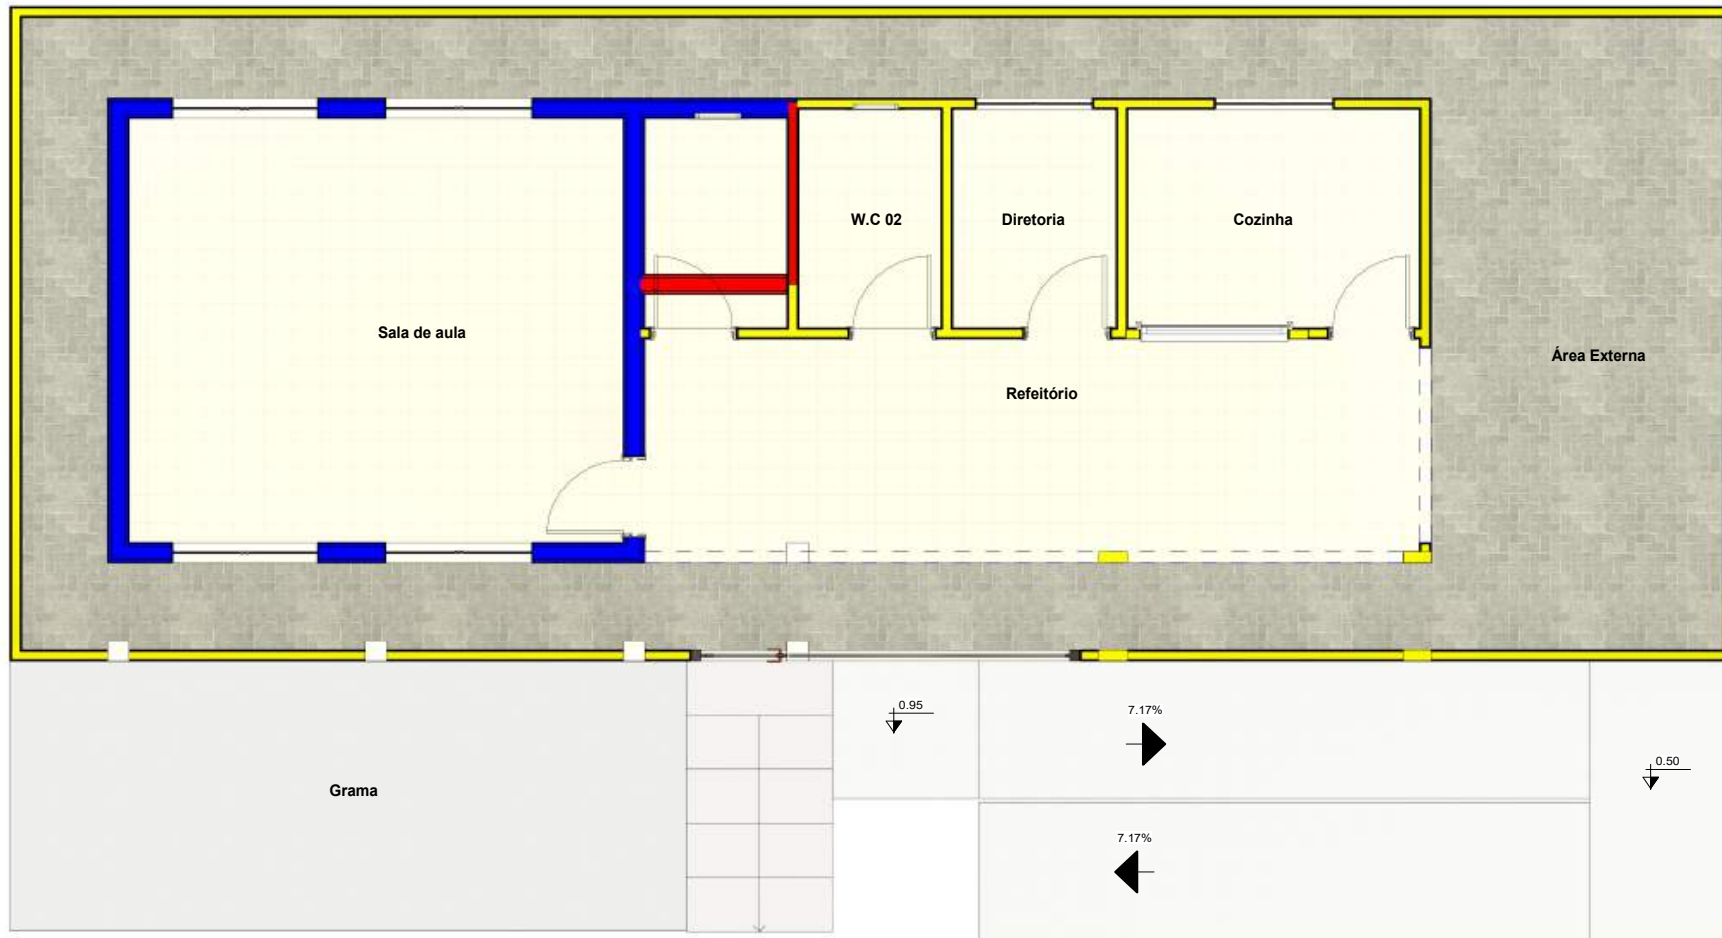 W.C 02
Diretoria
Cozinha
Sala de aula
Área Externa
Refeitório
0.95
7.17%
0.50
Grama
7.17%